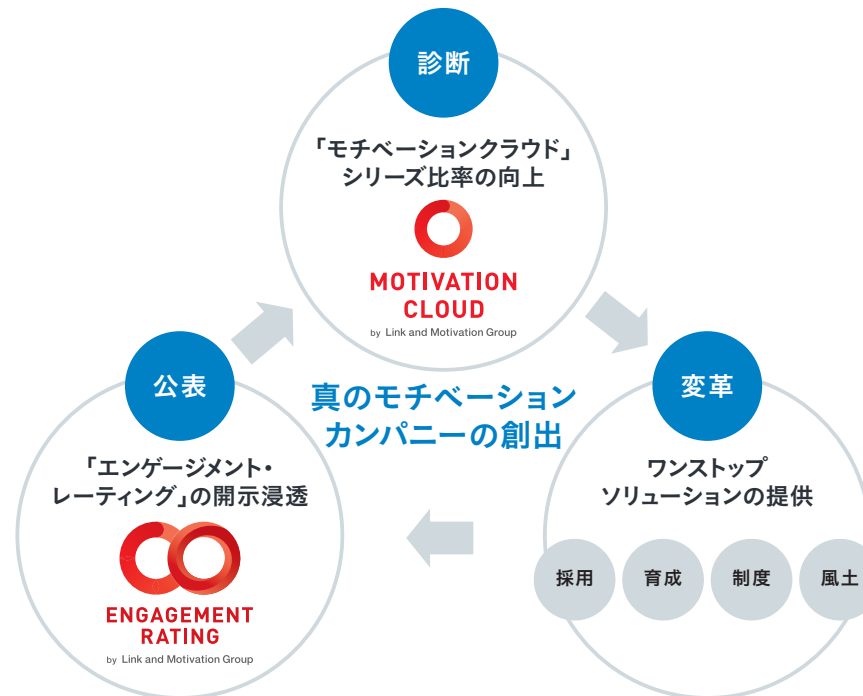 診断
「モチベーションクラウド」
シリーズ比率の向上
MOTIVATION
CLOUD
by Link and Motivation Group
真のモチベーション
カンパニーの創出
公表
「エンゲージメント・
レーティング」の開示浸透
ENGAGEMENT
RATING
by Link and Motivation Group
変革
ワンストップ
ソリューションの提供
採用
育成
制度
風土